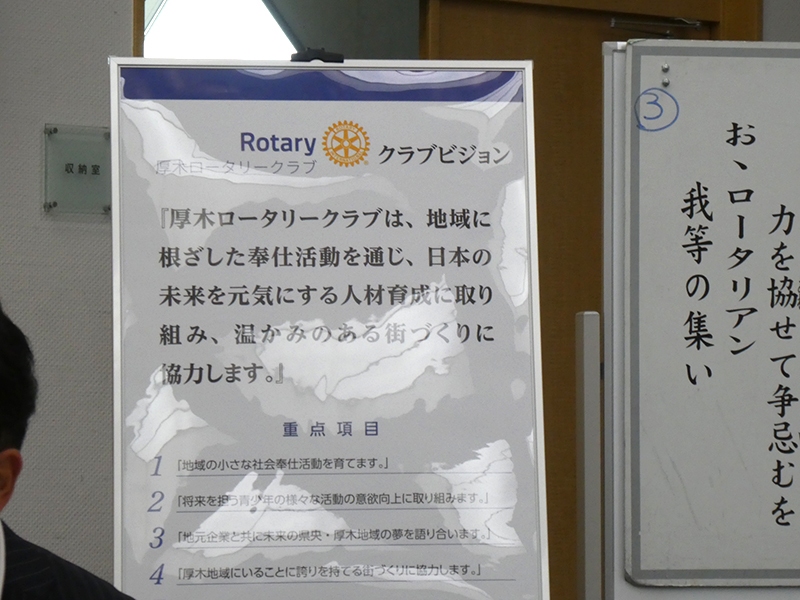 収納室
Rotary
厚木ロータリークラブ
クラブビジョン
『厚木ロータリークラブは、地域に
根ざした奉仕活動を通じ、日本の
未来を元気にする人材育成に取り
組み、温かみのある街づくりに
協力します。』
重点項目
1 「地域の小さな社会奉仕活動を育てます。」
2 「将来を担う青少年の様々な活動の意欲向上に取り組みます。」
3 「地元企業と共に未来の県央・厚木地域の夢を語り合います。」
4 「厚木地域にいることに誇りを持てる街づくりに協力します。」
③
力を協せて争忌むを
お、ロータリアン
我等の集い